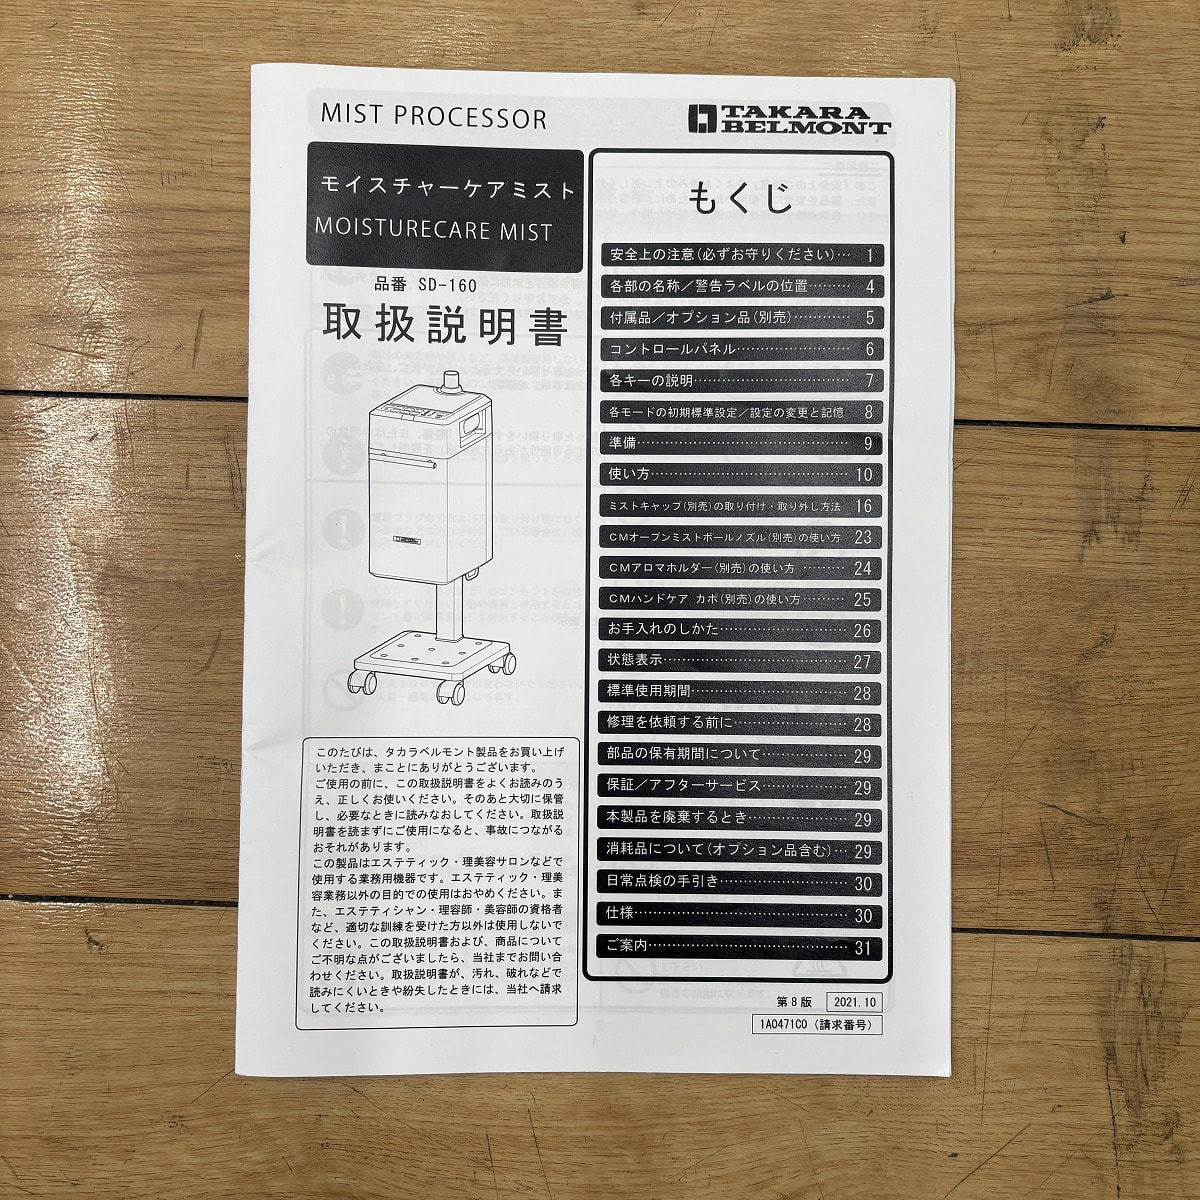 MIST PROCESSOR
TAKARA
BELMONT
モイスチャーケアミスト
MOISTURECARE MIST
品番 SD-160
取扱説明書
このたびは、タカラベルモント製品をお買い上げ
いただき、まことにありがとうございます。
ご使用の前に、この取扱説明書をよくお読みのう
え、正しくお使いください。そのあと大切に保管
し、必要なときに読みなおしてください。取扱説
明書を読まずにご使用になると、事故につながる
おそれがあります。
この製品はエステティック・理美容サロンなどで
使用する業務用機器です。エステティック・理美
容業務以外の目的での使用はおやめください。ま
た、エステティシャン・理容師・美容師の資格者
など、適切な訓練を受けた方以外は使用しないで
ください。この取扱説明書および、商品について
ご不明な点がございましたら、当社までお問い合
わせください。取扱説明書が、汚れ、破れなどで
読みにくいときや紛失したときには、当社へ請求
してください。
もくじ
安全上の注意(必ずお守りください)… 1
各部の名称／警告ラベルの位置……… 4
付属品／オプション品(別売)………… 5
コントロールパネル…………………… 6
各キーの説明…………………………… 7
各モードの初期標準設定／設定の変更と記憶 8
準備……………………………………… 9
使い方…………………………………… 10
ミストキャップ(別売)の取り付け・取り外し方法 16
CMオープンミストボールノズル(別売)の使い方 23
CMアロマホルダー(別売)の使い方 ……… 24
CMハンドケア カポ(別売)の使い方……… 25
お手入れのしかた……………………… 26
状態表示………………………………… 27
標準使用期間…………………………… 28
修理を依頼する前に…………………… 28
部品の保有期間について……………… 29
保証／アフターサービス……………… 29
本製品を廃棄するとき………………… 29
消耗品について(オプション品含む)… 29
日常点検の手引き……………………… 30
仕様……………………………………… 30
ご案内…………………………………… 31
第8版 2021.10
1A0471C0 (請求番号)